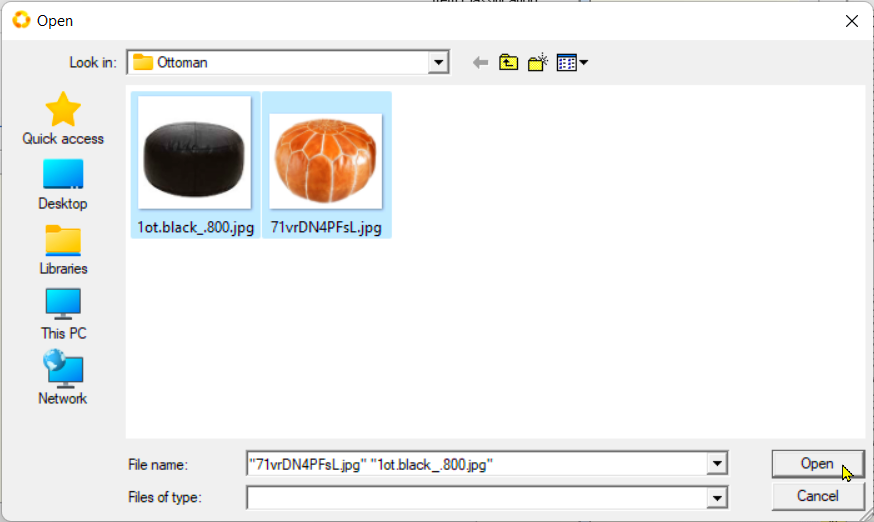 Open
Look in:
Ottoman
Quick access
Desktop
Libraries
This PC
Network
1ot.black_.800.jpg
71vrDN4PFsL.jpg
File name:
"71vrDN4PFsL.jpg" "1ot.black_.800.jpg"
Open
Files of type:
Cancel